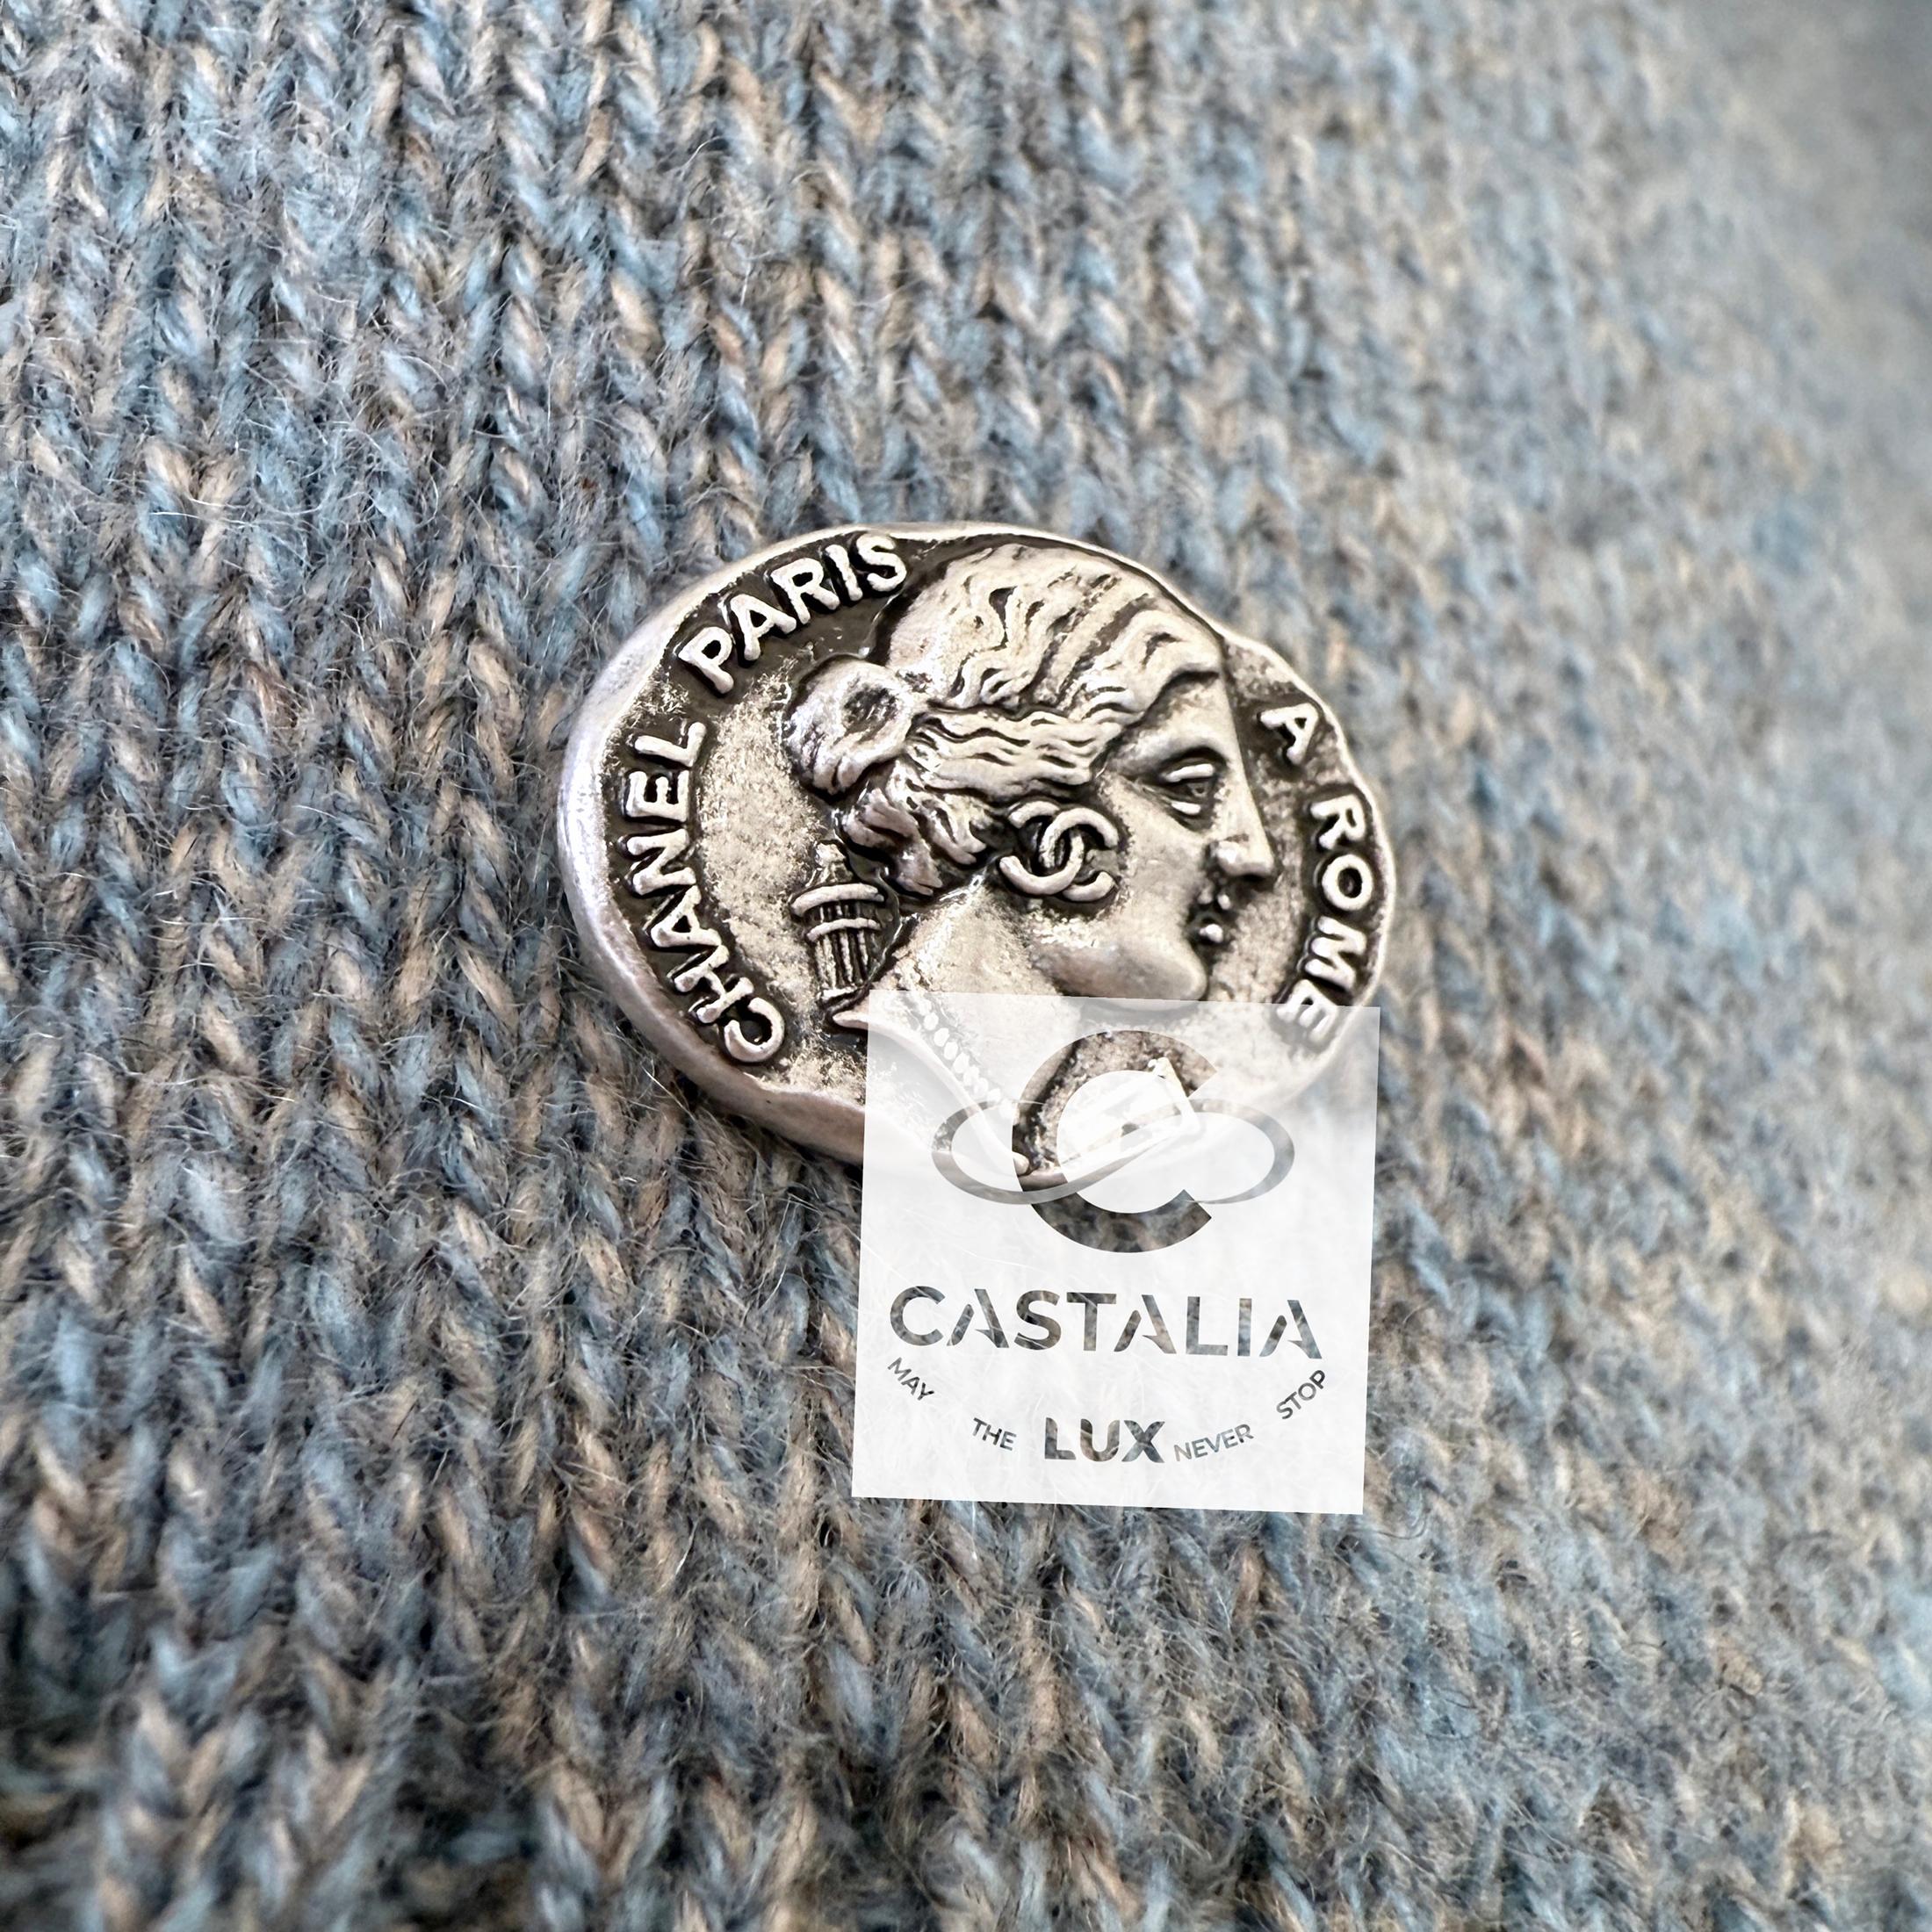 CHANEL PARIS
A ROME
CASTALIA
MAY THE LUX NEVER STOP